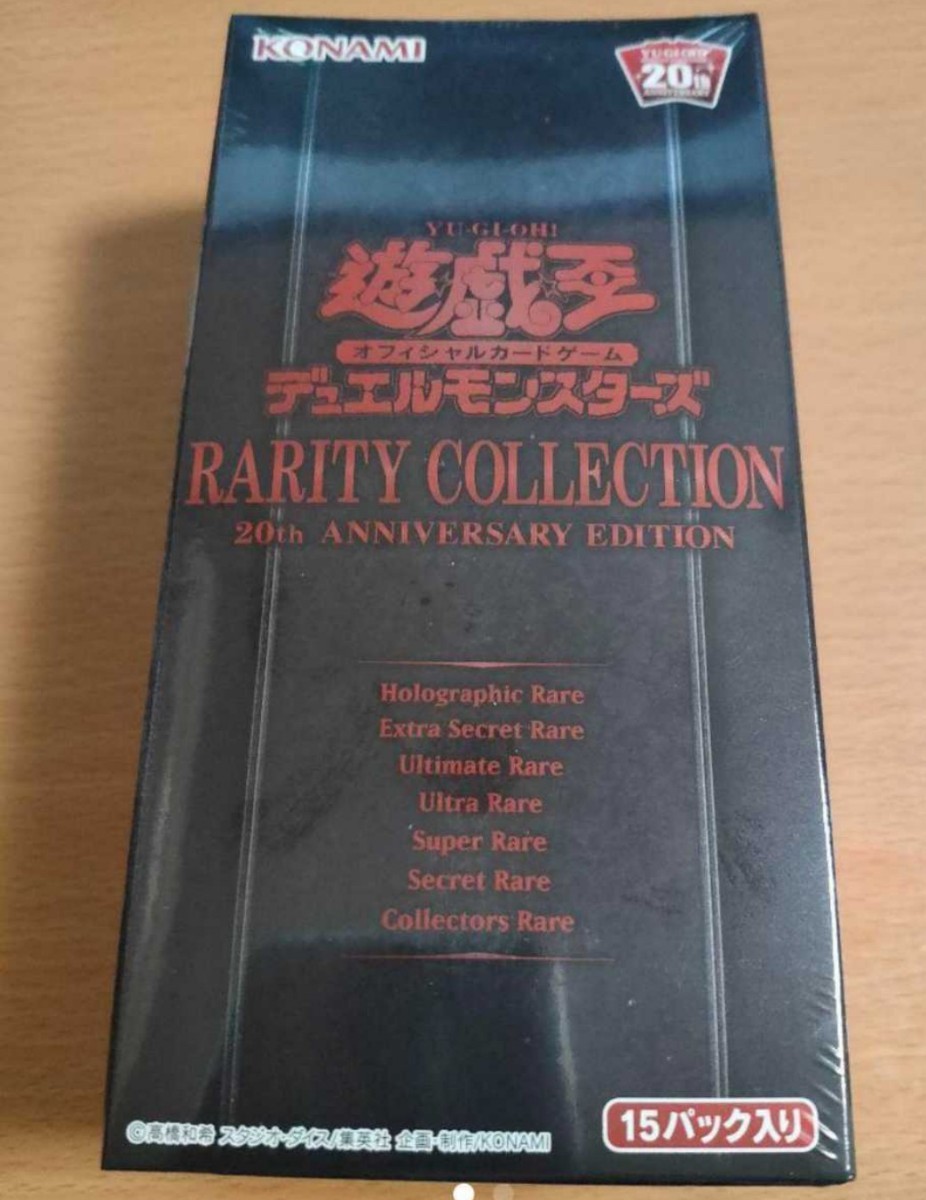 KONAMI
YU-GI-OH!
20th
ANNIVERSARY
YU-GI-OH!
遊戯王
オフィシャルカードゲーム
デュエルモンスターズ
RARITY COLLECTION
20th ANNIVERSARY EDITION
Holographic Rare
Extra Secret Rare
Ultimate Rare
Ultra Rare
Super Rare
Secret Rare
Collectors Rare
©高橋和希 スタジオ・ダイス/集英社 企画・制作/KONAMI
15パック入り